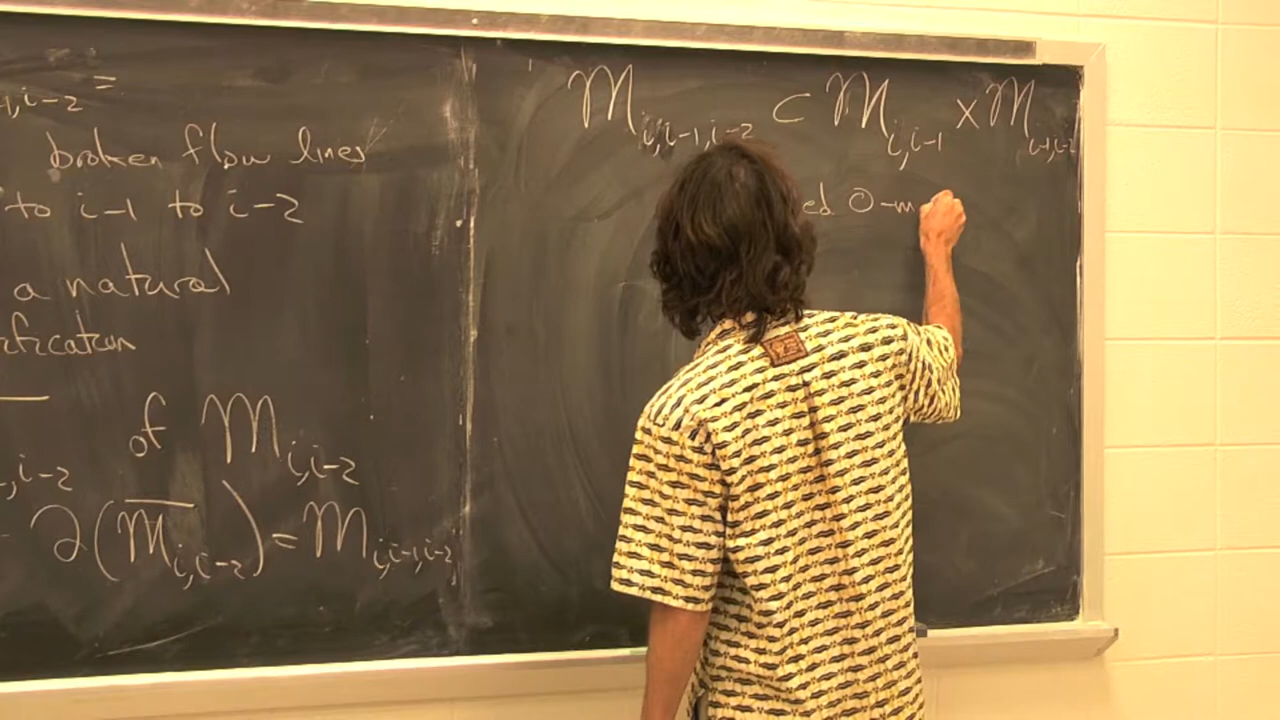 i-2 =
broken flow lines
to i-1 to i-2
a natural
of M_{i,i-2}
i-2
∂(M̅_{i,i-2}) = M_{i,i-1,i-2}
M_{i,i-1,i-2} ⊂ M_{i,i-1} × M_{i-1,i-2}
ed 0-m